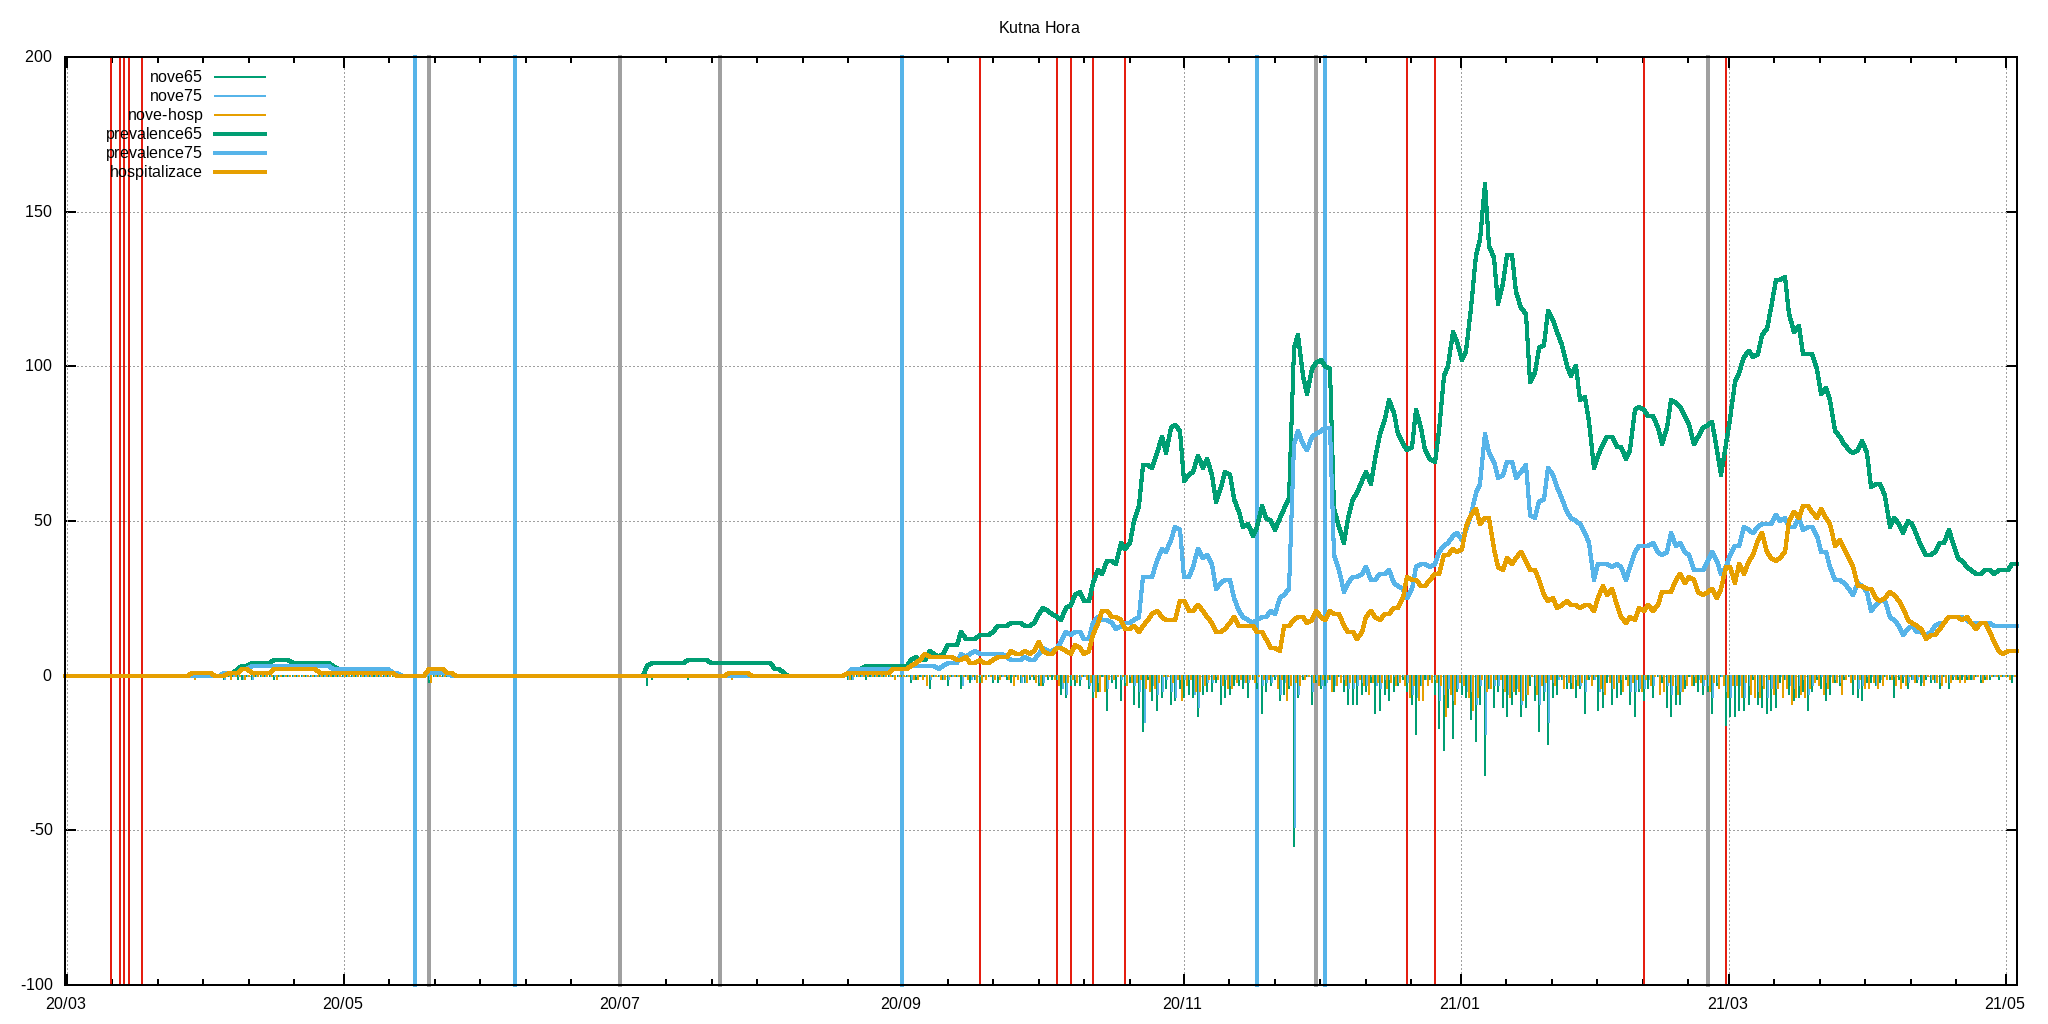 Kutna Hora
200
150
100
50
0
-50
-100
nove65
nove75
nove-hosp
prevalence65
prevalence75
hospitalizace
20/03
20/05
20/07
20/09
20/11
21/01
21/03
21/05